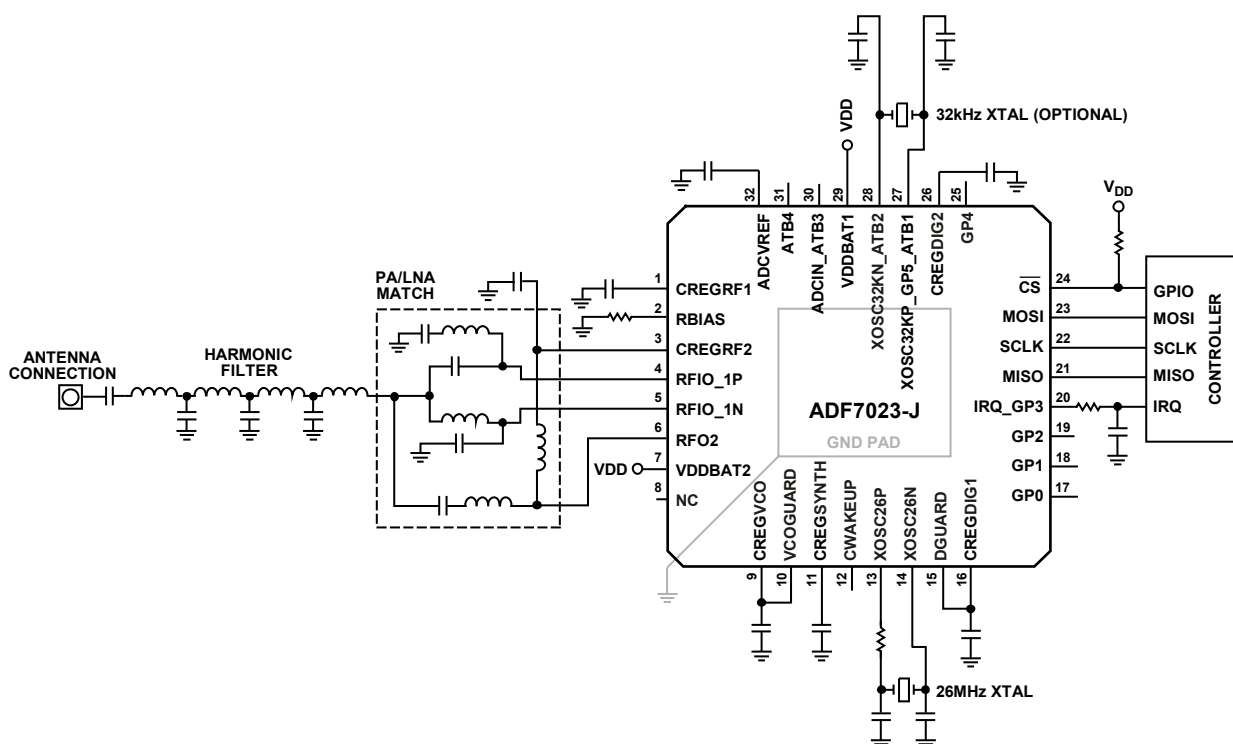 32kHz XTAL (OPTIONAL)
VDD
32
31
30
29
28
27
26
25
ADCVREF
ATB4
ADCIN_ATB3
VDDBAT1
XOSC32KN_ATB2
XOSC32KP_GP5_ATB1
CREGDIG2
GP4
VDD
PA/LNA
MATCH
ANTENNA
CONNECTION
HARMONIC
FILTER
1
CREGRF1
2
RBIAS
3
CREGRF2
4
RFIO_1P
5
RFIO_1N
6
RFO2
VDD
7
VDDBAT2
8
NC
ADF7023-J
GND PAD
CS
24
GPIO
MOSI
23
MOSI
SCLK
22
SCLK
MISO
21
MISO
IRQ_GP3
20
IRQ
GP2
19
GP1
18
GP0
17
CONTROLLER
CREGVCO
VCOGUARD
CREGSYNTH
CWAKEUP
XOSC26P
XOSC26N
DGUARD
CREGDIG1
9
10
11
12
13
14
15
16
26MHz XTAL